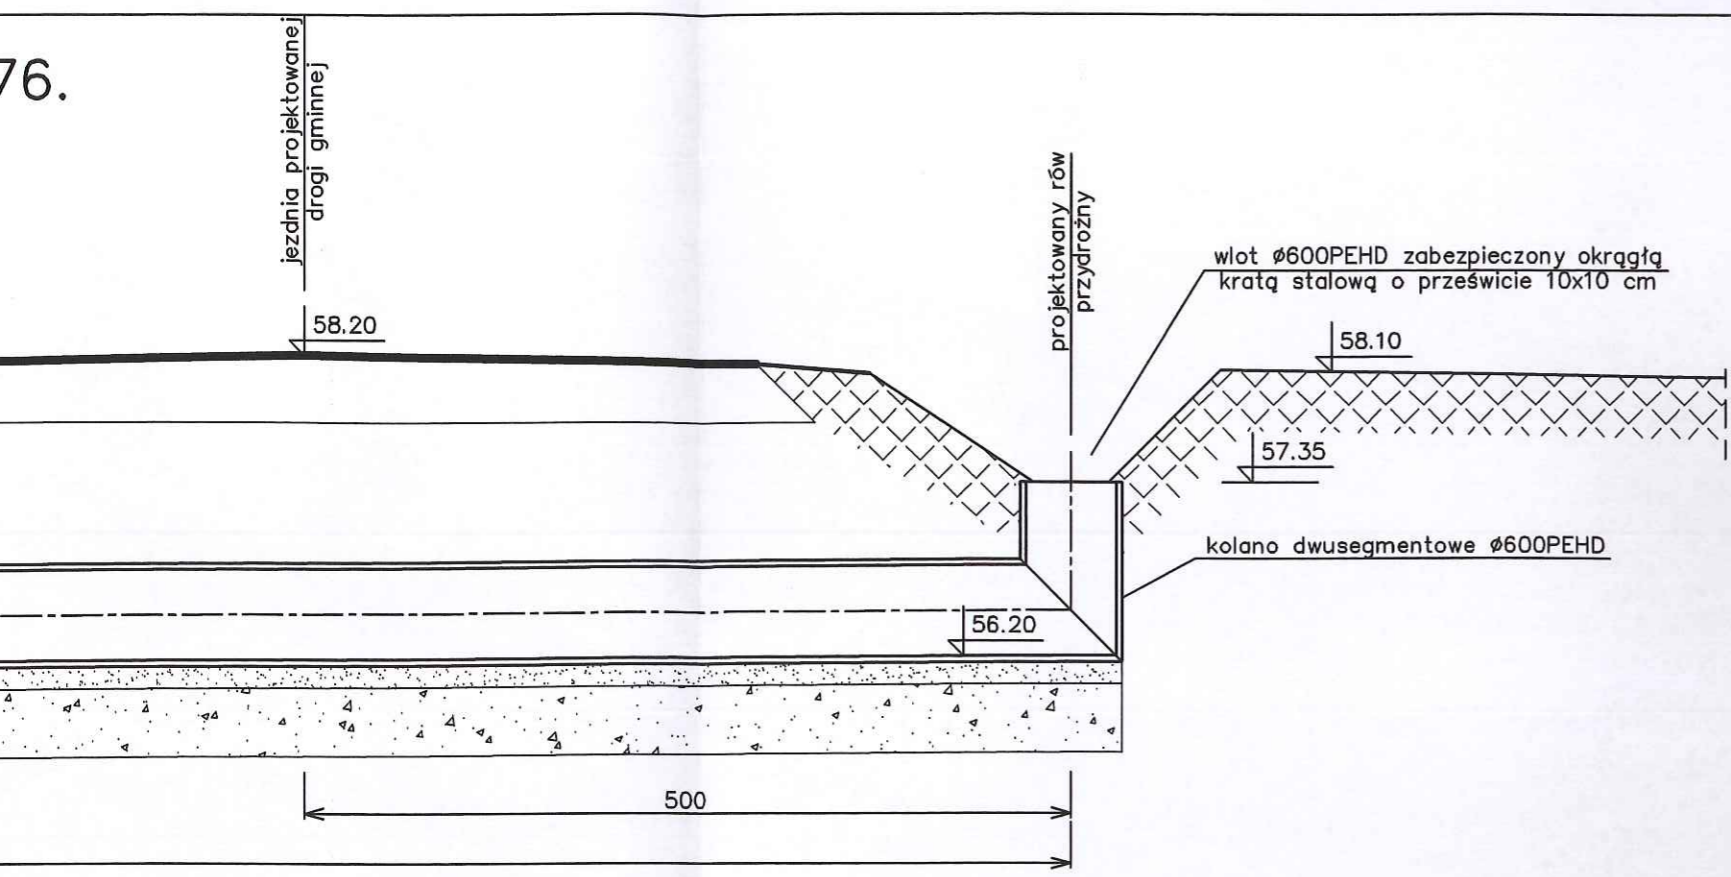 76.
jezdnia projektowanej
drogi gminnej
projektowany rów
przydrożny
wlot ø600PEHD zabezpieczony okrągłą
kratą stalową o prześwicie 10x10 cm
58.20
58.10
57.35
kolano dwusegmentowe ø600PEHD
56.20
500